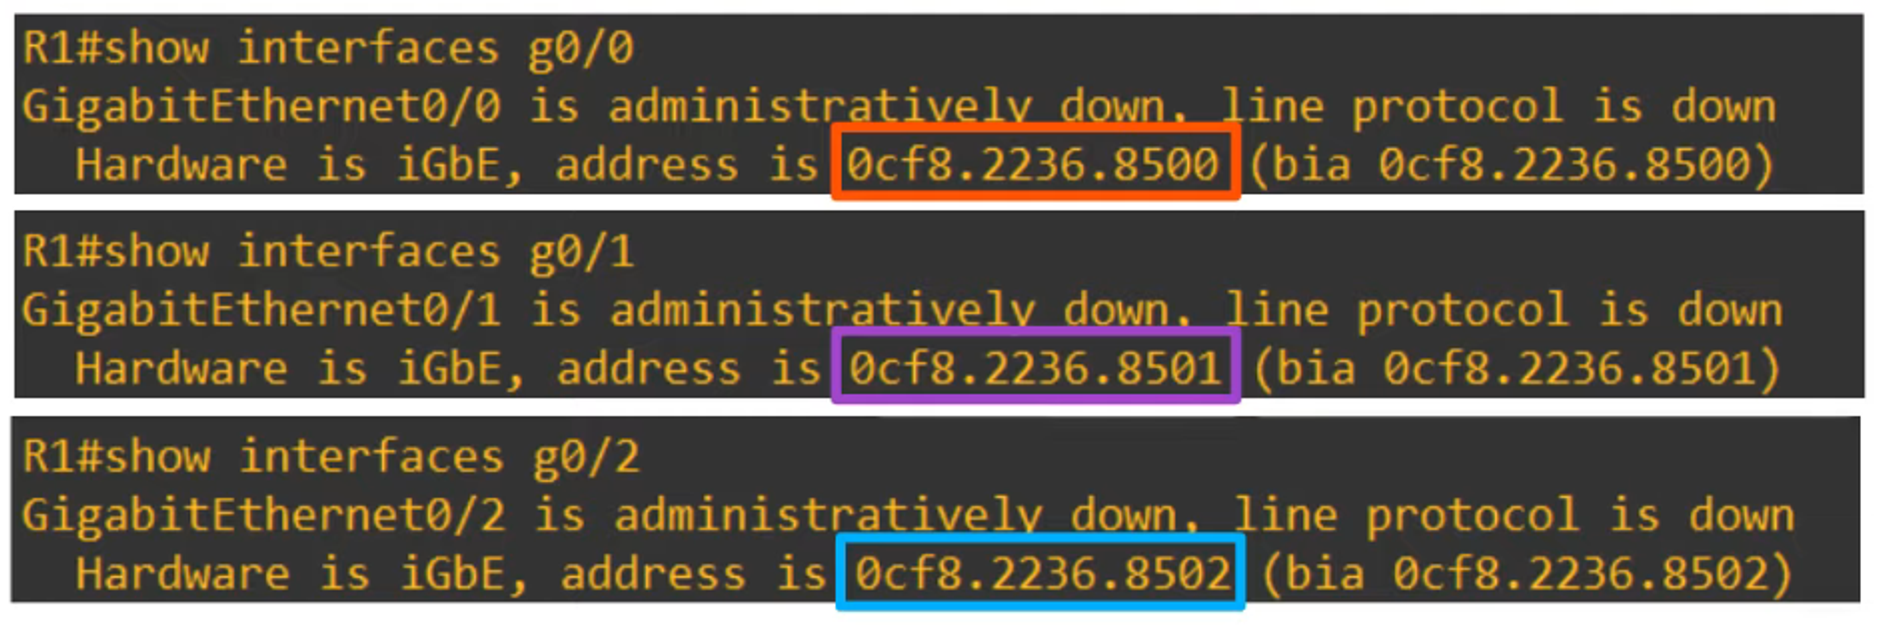 R1#show interfaces g0/0
GigabitEthernet0/0 is administratively down, line protocol is down
Hardware is iGbE, address is 0cf8.2236.8500 (bia 0cf8.2236.8500)
R1#show interfaces g0/1
GigabitEthernet0/1 is administratively down, line protocol is down
Hardware is iGbE, address is 0cf8.2236.8501 (bia 0cf8.2236.8501)
R1#show interfaces g0/2
GigabitEthernet0/2 is administratively down, line protocol is down
Hardware is iGbE, address is 0cf8.2236.8502 (bia 0cf8.2236.8502)